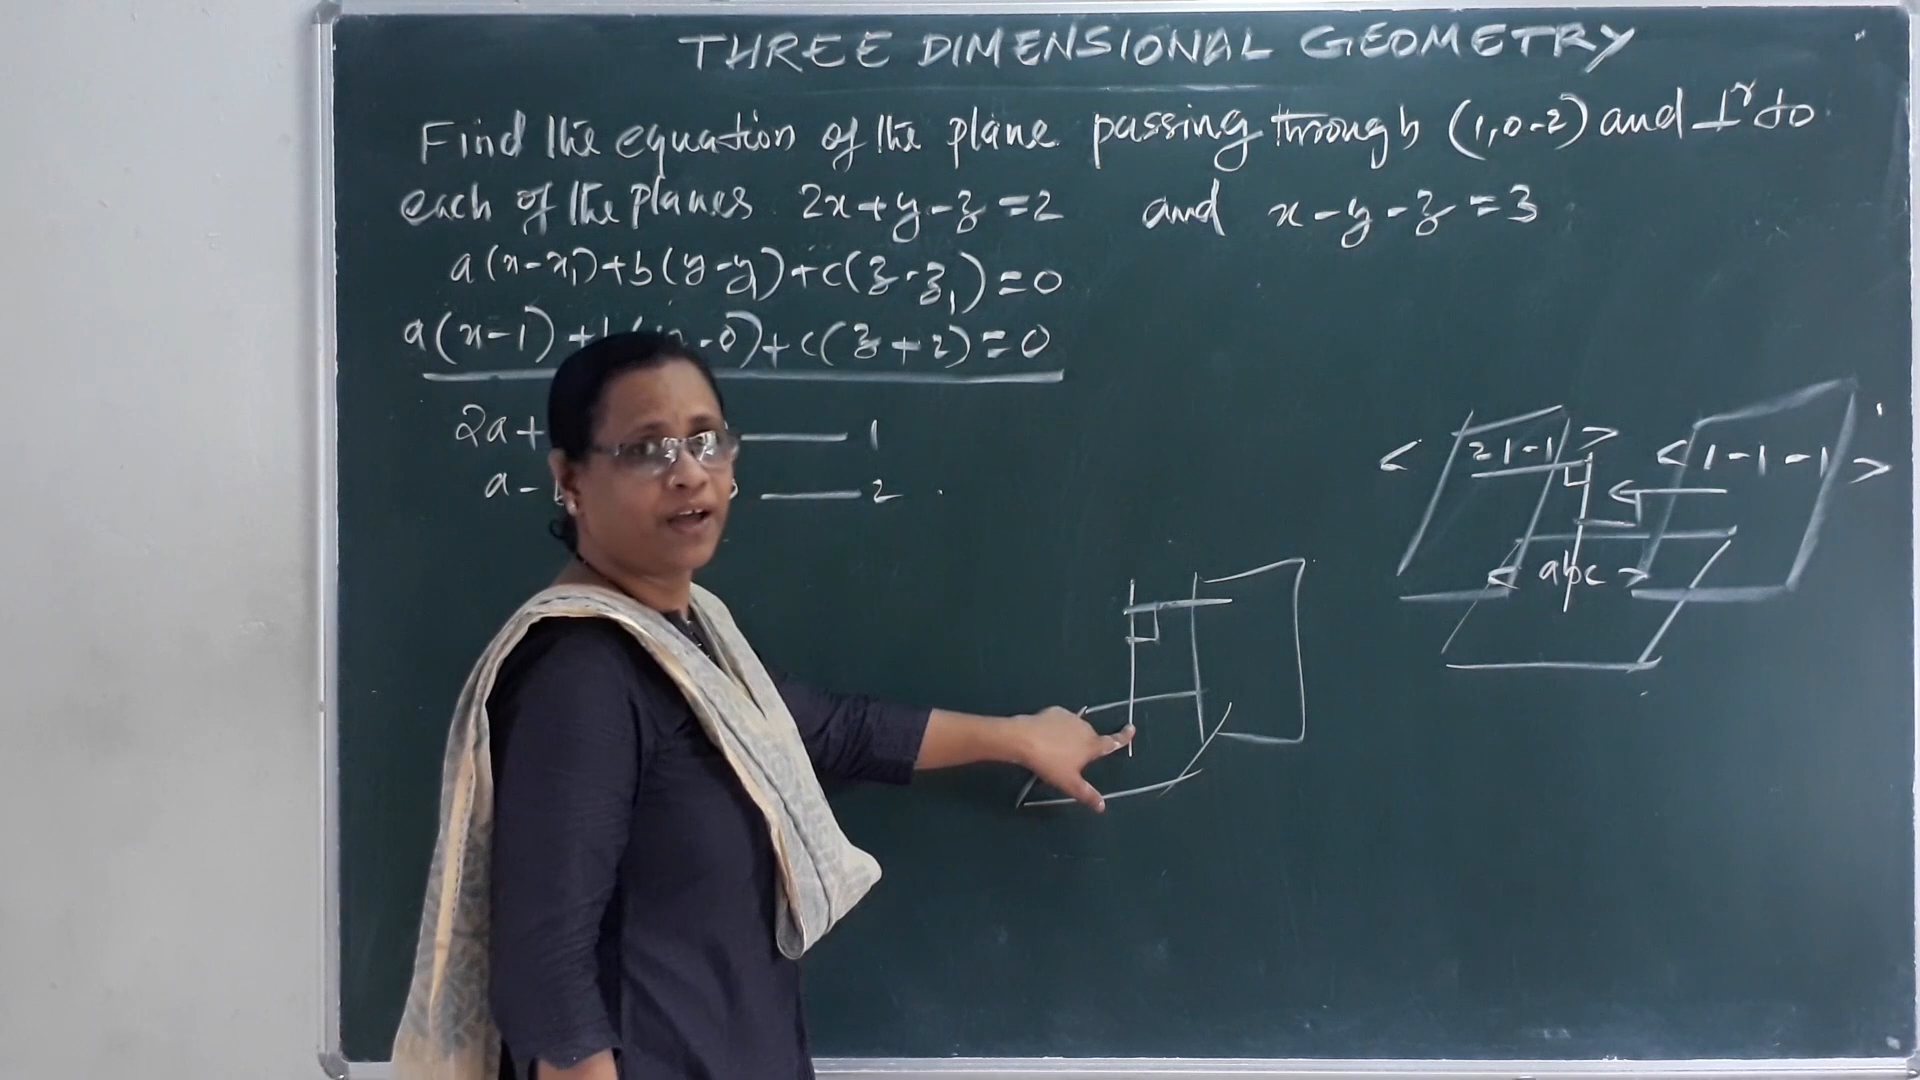 THREE DIMENSIONAL GEOMETRY
Find the equation of the plane passing through (1,0-2) and ⊥r to
each of the planes 2x+y-z=2 and x-y-z=3
a(x-x1)+b(y-y1)+c(z-z1)=0
a(x-1)+ -0)+c(z+2)=0
2a+ 1
a- 2
< 2 1 -1 >
< 1 -1 -1 >
< abc >